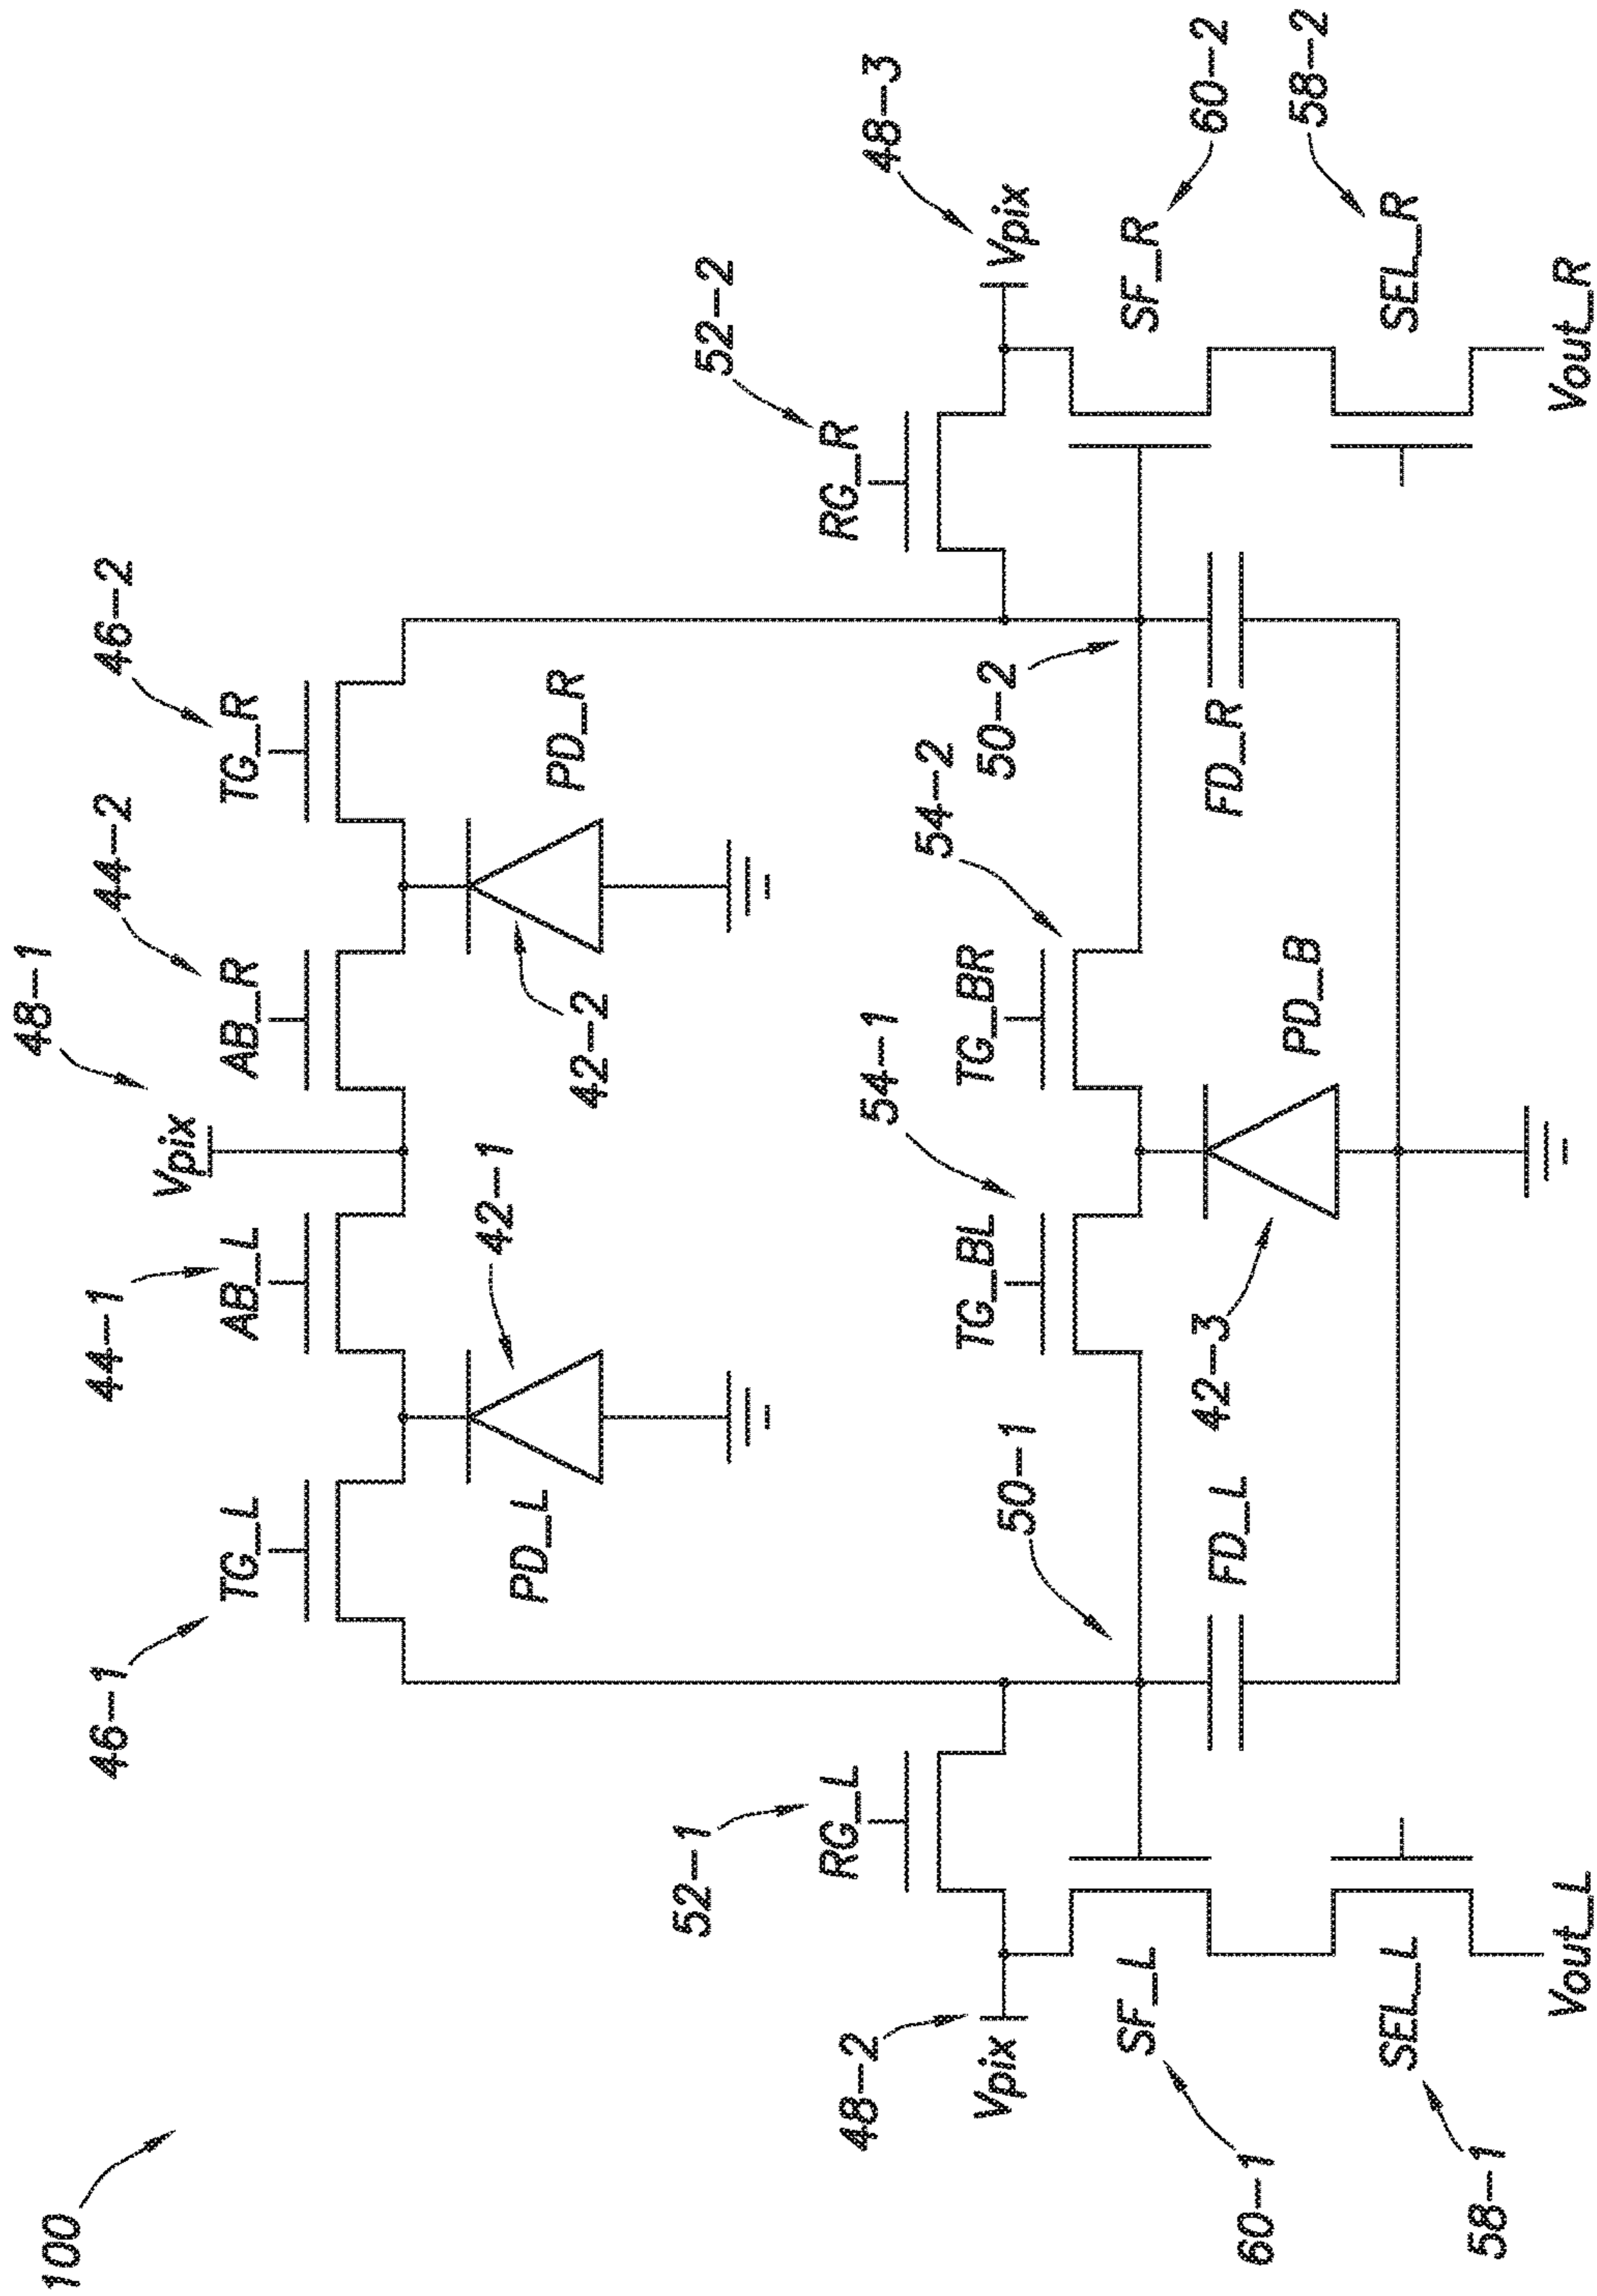 100
48-1
46-1
44-1
44-2
46-2
Vpix
TG_L
AB_L
AB_R
TG_R
42-1
PD_L
42-2
PD_R
52-1
52-2
RG_L
RG_R
48-2
48-3
Vpix
Vpix
54-1
54-2
TG_BL
TG_BR
50-1
50-2
60-1
SF_L
SF_R
60-2
FD_L
42-3
PD_B
FD_R
58-1
SEL_L
SEL_R
58-2
Vout_L
Vout_R